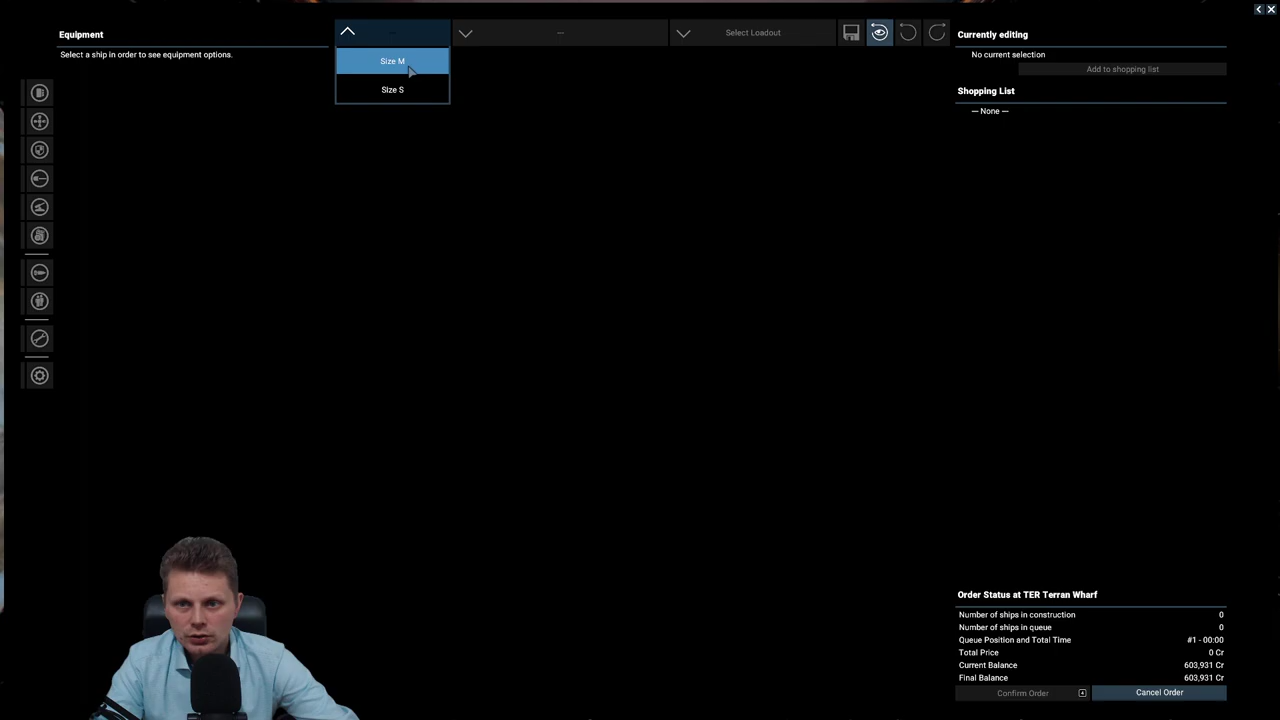 Equipment
Select a ship in order to see equipment options.
---
Size M
Size S
---
Select Loadout
Currently editing
No current selection
Add to shopping list
Shopping List
--- None ---
Order Status at TER Terran Wharf
Number of ships in construction 0
Number of ships in queue 0
Queue Position and Total Time #1 - 00:00
Total Price 0 Cr
Current Balance 603,931 Cr
Final Balance 603,931 Cr
Confirm Order
Cancel Order